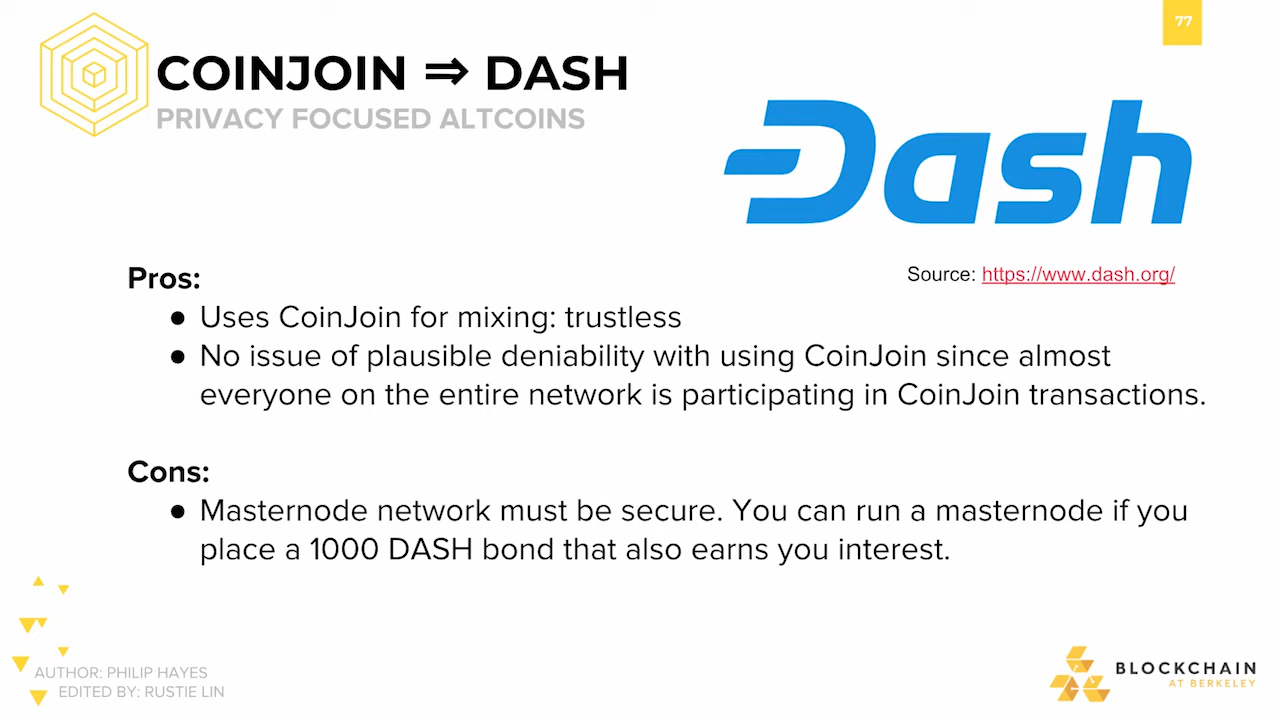 77
COINJOIN ⇒ DASH
PRIVACY FOCUSED ALTCOINS
Dash
Source: https://www.dash.org/
Pros:
● Uses CoinJoin for mixing: trustless
● No issue of plausible deniability with using CoinJoin since almost
everyone on the entire network is participating in CoinJoin transactions.
Cons:
● Masternode network must be secure. You can run a masternode if you
place a 1000 DASH bond that also earns you interest.
AUTHOR: PHILIP HAYES
EDITED BY: RUSTIE LIN
BLOCKCHAIN
AT BERKELEY